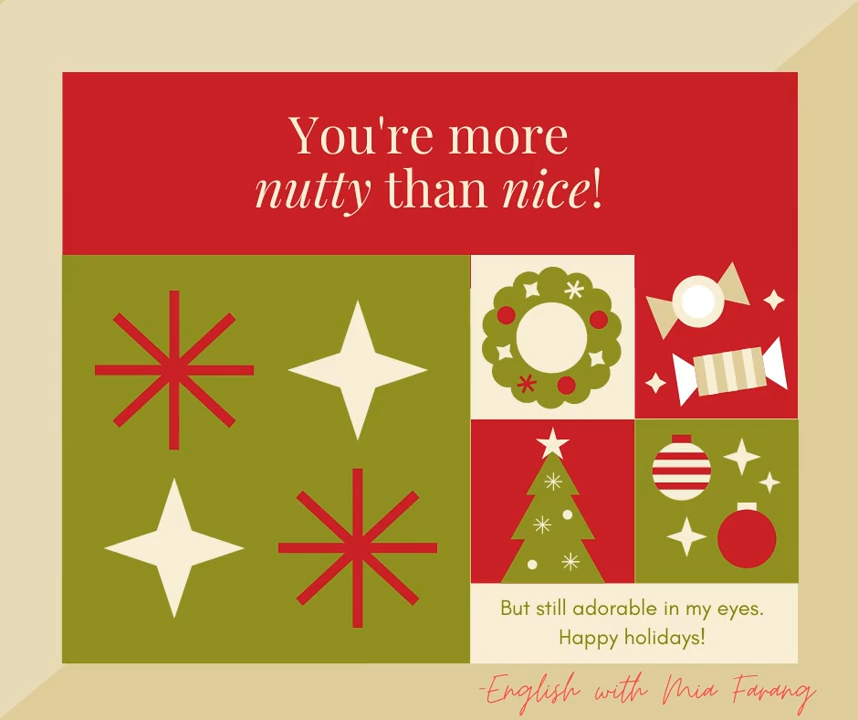 You're more
nutty than nice!
But still adorable in my eyes.
Happy holidays!
-English with Mia Farang